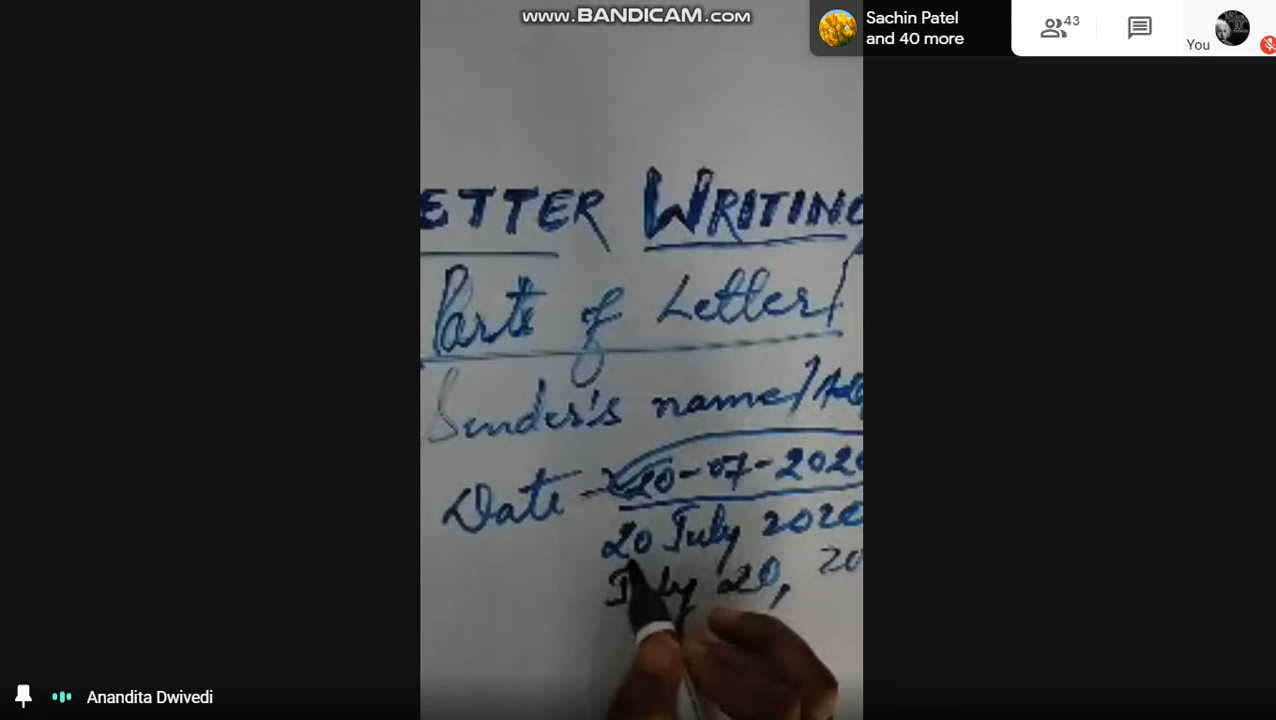 www.BANDICAM.com
Sachin Patel
and 40 more
43
You
ETTER WRITING
Parts of Letter/
Sender's name/Ad
Date - 20-07-2020
20 July 2020
July 20, 20
Anandita Dwivedi